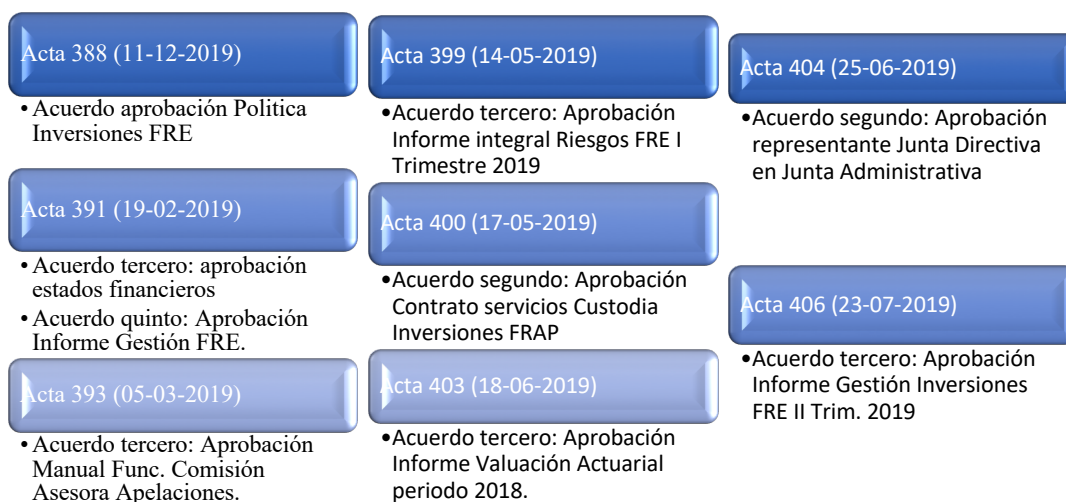 Acta 388 (11-12-2019)
• Acuerdo aprobación Politica
Inversiones FRE
Acta 391 (19-02-2019)
• Acuerdo tercero: aprobación
estados financieros
• Acuerdo quinto: Aprobación
Informe Gestión FRE.
Acta 393 (05-03-2019)
• Acuerdo tercero: Aprobación
Manual Func. Comisión
Asesora Apelaciones.
Acta 399 (14-05-2019)
•Acuerdo tercero: Aprobación
Informe integral Riesgos FRE I
Trimestre 2019
Acta 400 (17-05-2019)
•Acuerdo segundo: Aprobación
Contrato servicios Custodia
Inversiones FRAP
Acta 403 (18-06-2019)
•Acuerdo tercero: Aprobación
Informe Valuación Actuarial
periodo 2018.
Acta 404 (25-06-2019)
•Acuerdo segundo: Aprobación
representante Junta Directiva
en Junta Administrativa
Acta 406 (23-07-2019)
•Acuerdo tercero: Aprobación
Informe Gestión Inversiones
FRE II Trim. 2019